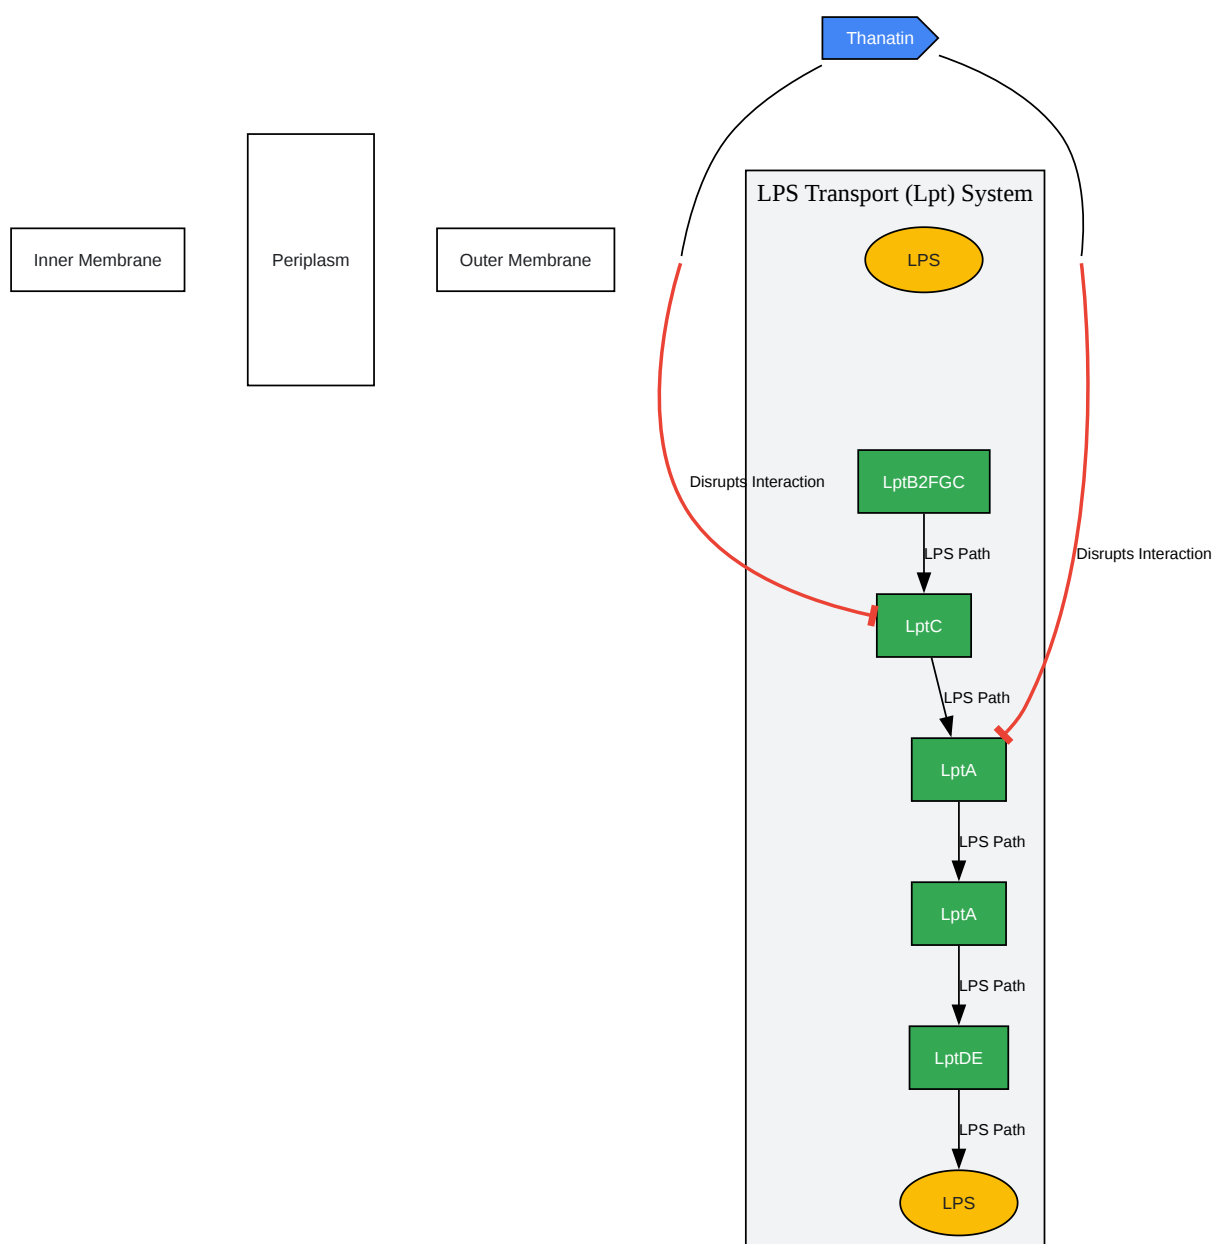 Thanatin
LPS Transport (Lpt) System
Inner Membrane
Periplasm
Outer Membrane
LPS
Disrupts Interaction
LptB2FGC
LPS Path
Disrupts Interaction
LptC
LPS Path
LptA
LPS Path
LptA
LPS Path
LptDE
LPS Path
LPS